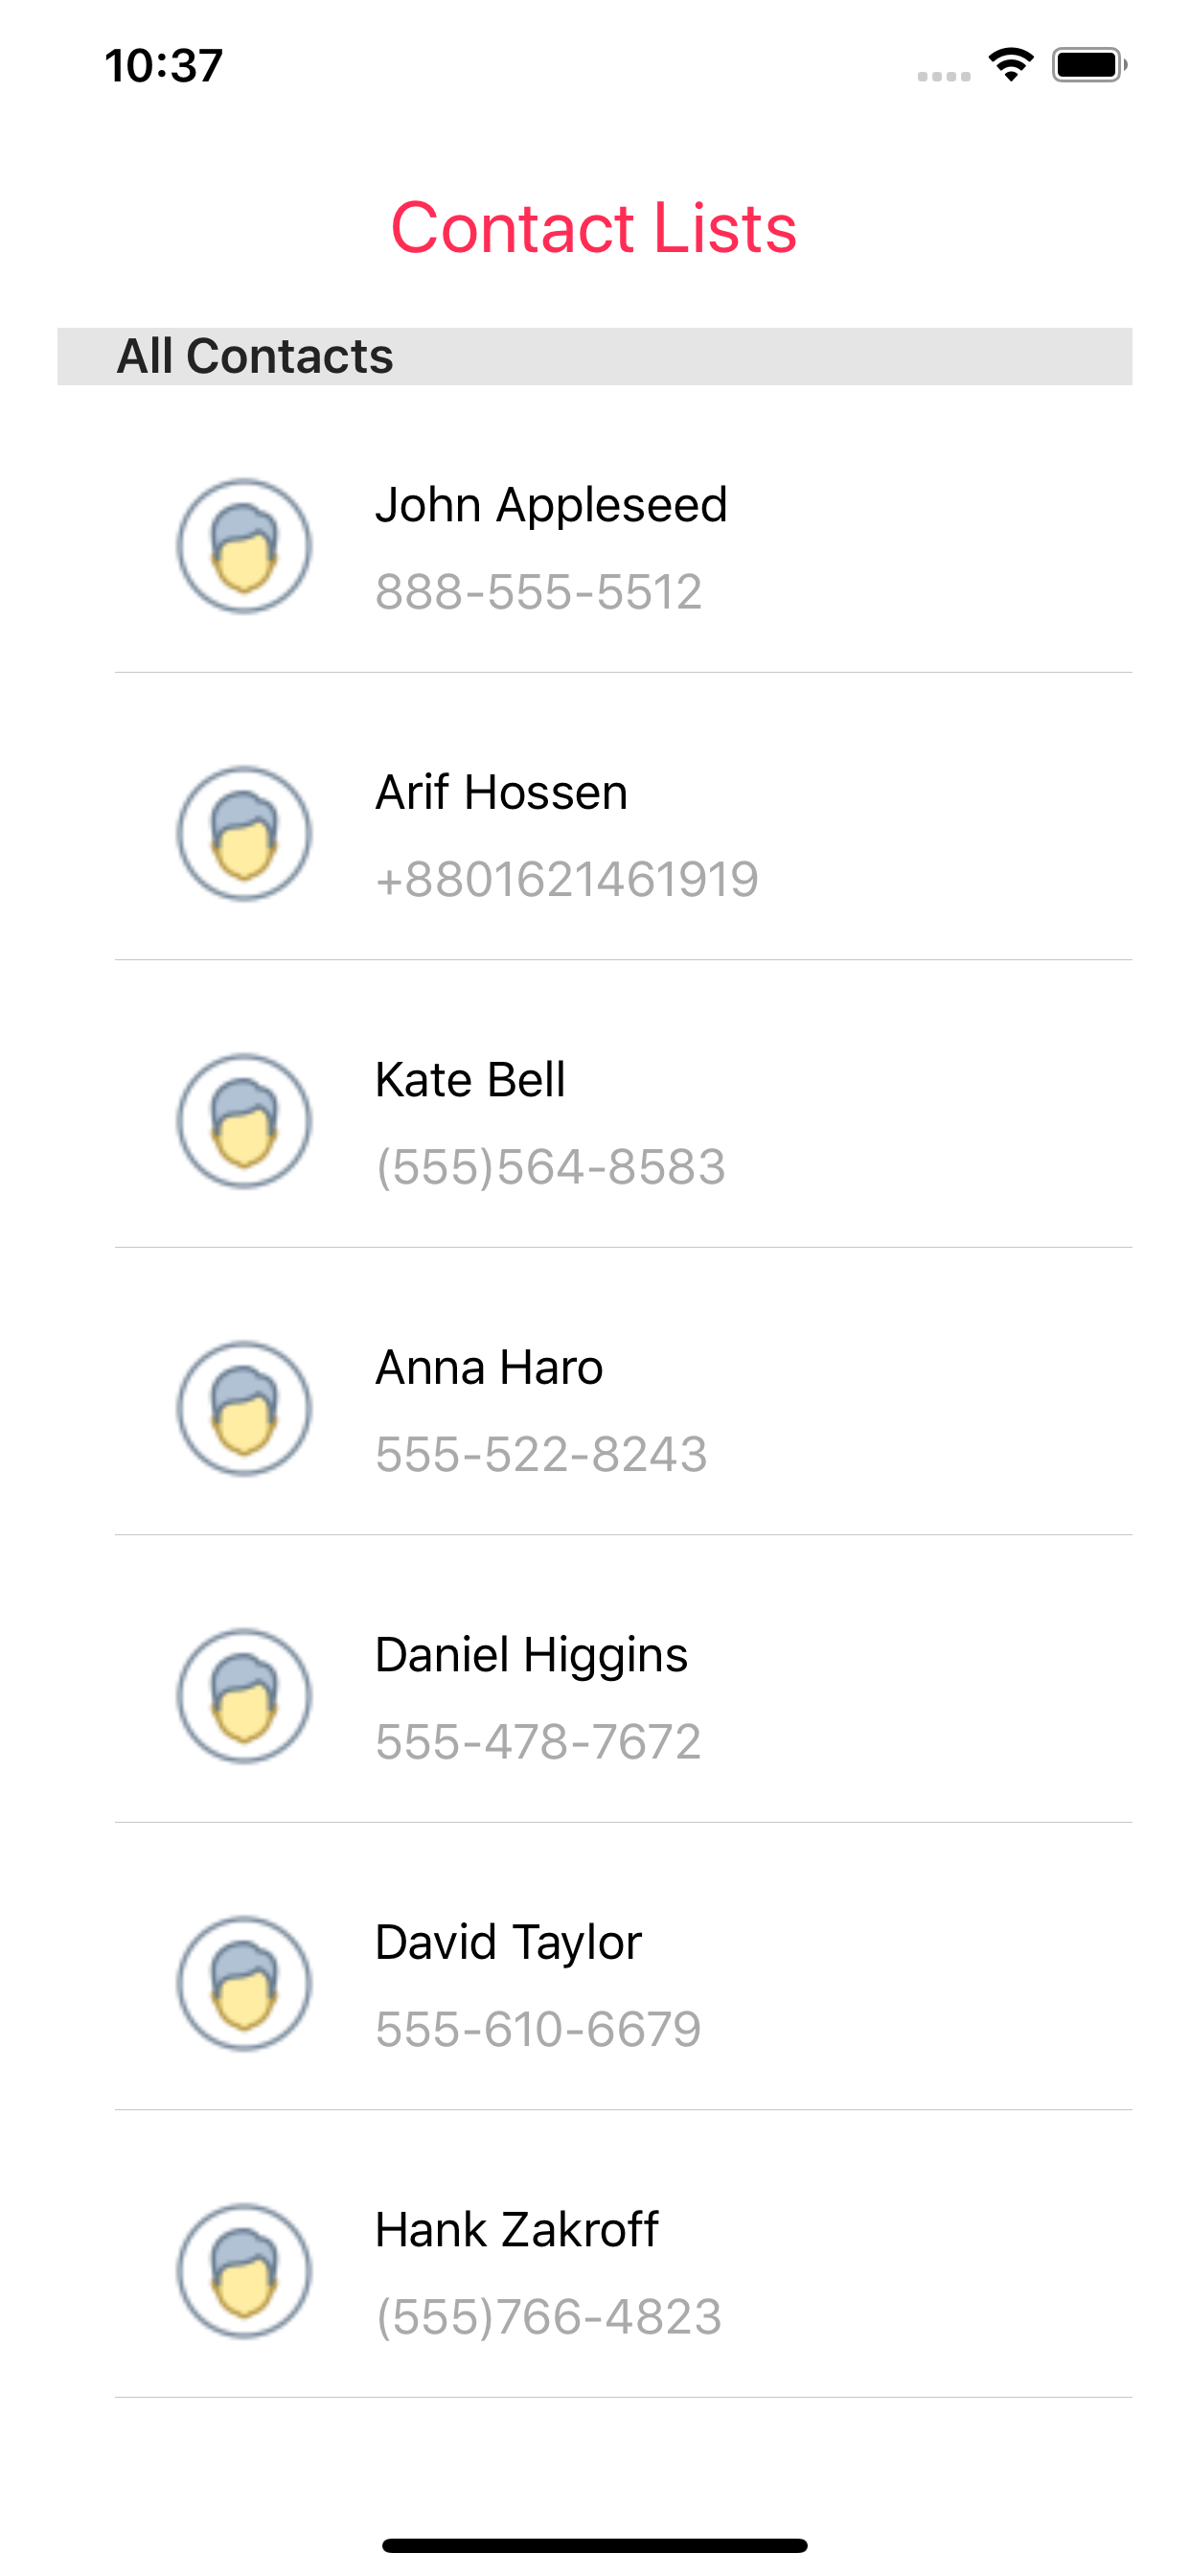 10:37
Contact Lists
All Contacts
John Appleseed
888-555-5512
Arif Hossen
+8801621461919
Kate Bell
(555)564-8583
Anna Haro
555-522-8243
Daniel Higgins
555-478-7672
David Taylor
555-610-6679
Hank Zakroff
(555)766-4823